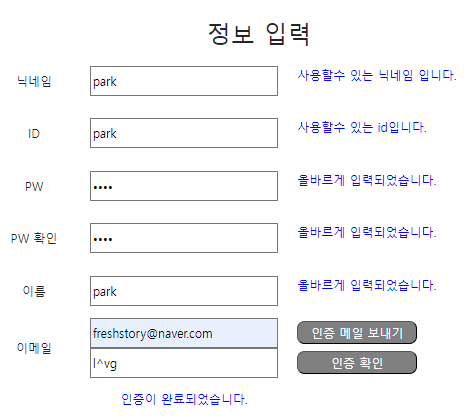 정보 입력
닉네임 park 사용할수 있는 닉네임 입니다.
ID park 사용할수 있는 id입니다.
PW •••• 올바르게 입력되었습니다.
PW 확인 •••• 올바르게 입력되었습니다.
이름 park 올바르게 입력되었습니다.
이메일 freshstory@naver.com 인증 메일 보내기
l^vg 인증 확인
인증이 완료되었습니다.